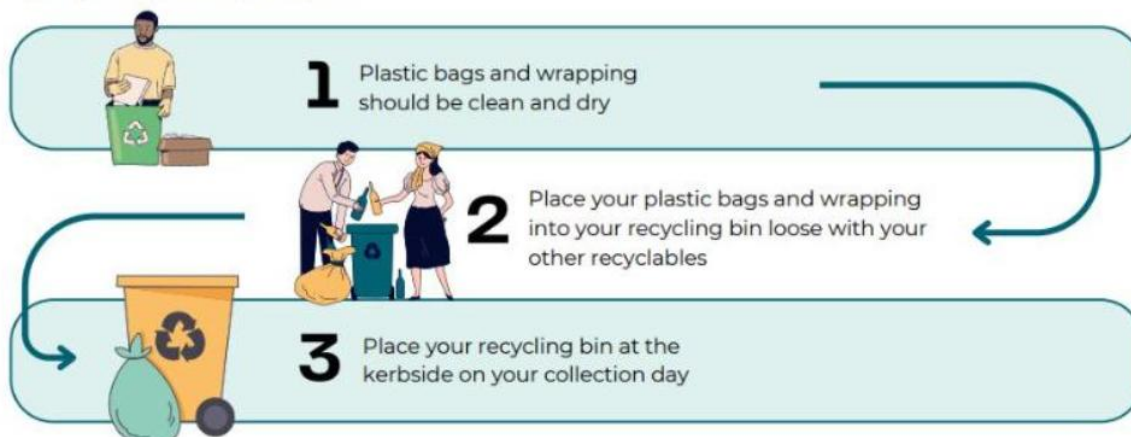 1 Plastic bags and wrapping
should be clean and dry
2 Place your plastic bags and wrapping
into your recycling bin loose with your
other recyclables
3 Place your recycling bin at the
kerbside on your collection day